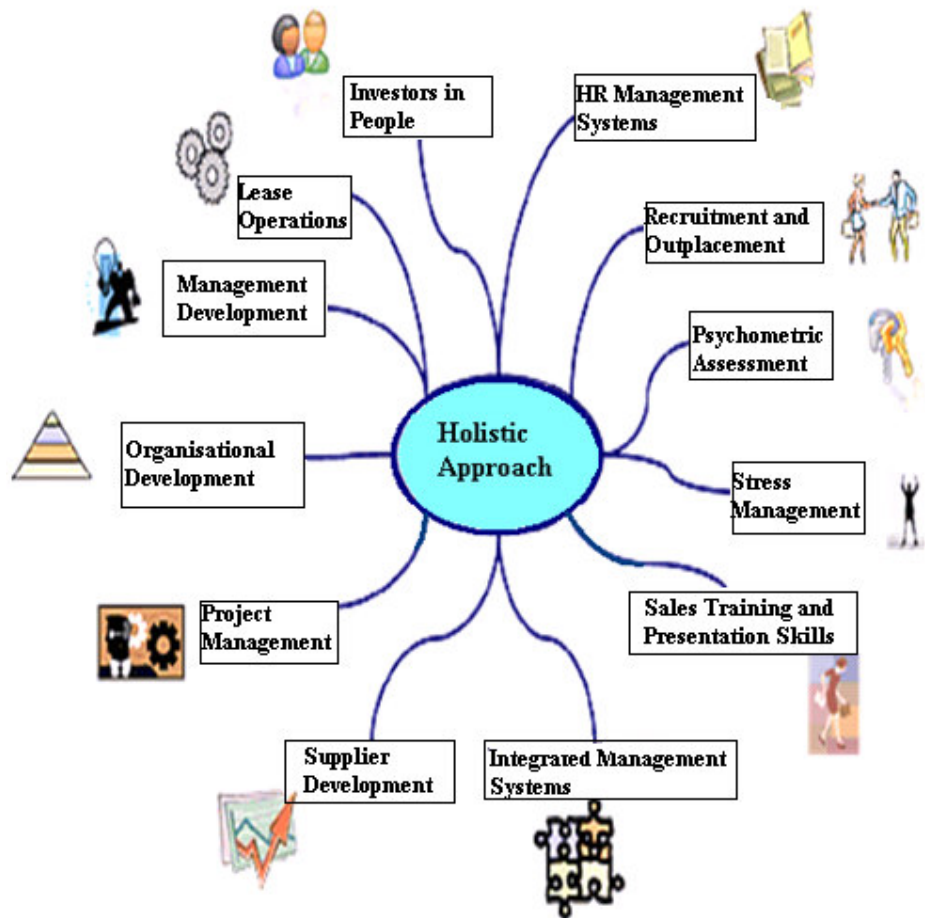 Investors in
People
HR Management
Systems
Lease
Operations
Recruitment and
Outplacement
Management
Development
Psychometric
Assessment
Holistic
Approach
Organisational
Development
Stress
Management
Project
Management
Sales Training and
Presentation Skills
Supplier
Development
Integrated Management
Systems